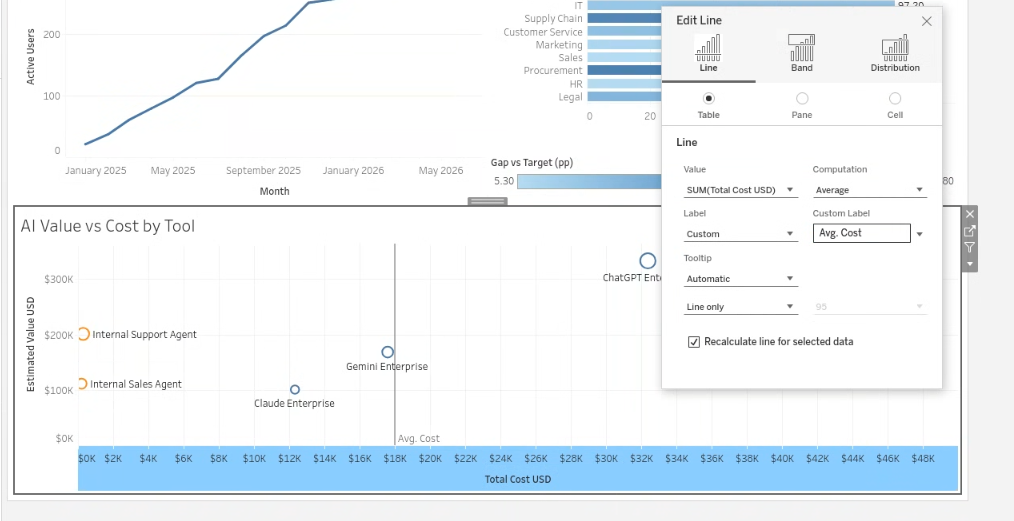 200
100
0
Active Users
January 2025
May 2025
September 2025
January 2026
May 2026
Month
IT
Supply Chain
Customer Service
Marketing
Sales
Procurement
HR
Legal
0
20
Gap vs Target (pp)
5.30
80
Edit Line
Line
Band
Distribution
Table
Pane
Cell
Line
Value
Computation
SUM(Total Cost USD)
Average
Label
Custom Label
Custom
Avg. Cost
Tooltip
Automatic
Line only
95
Recalculate line for selected data
AI Value vs Cost by Tool
Estimated Value USD
$300K
$200K
$100K
$0K
ChatGPT
Internal Support Agent
Gemini Enterprise
Internal Sales Agent
Claude Enterprise
Avg. Cost
$0K $2K $4K $6K $8K $10K $12K $14K $16K $18K $20K $22K $24K $26K $28K $30K $32K $34K $36K $38K $40K $42K $44K $46K $48K
Total Cost USD